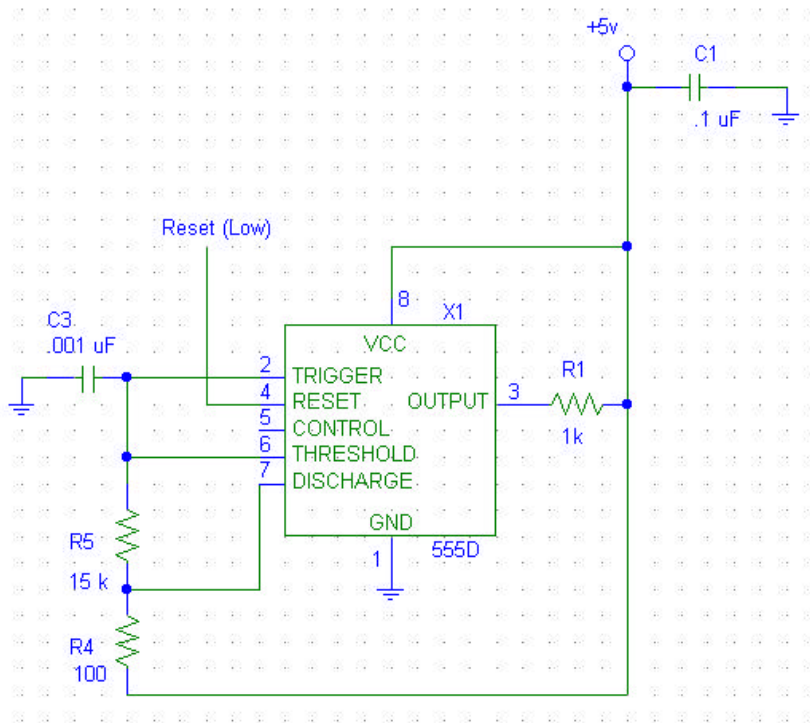 +5v
C1
.1 uF
Reset (Low)
8
X1
C3
.001 uF
VCC
2
TRIGGER
R1
4
RESET
OUTPUT
3
5
CONTROL
1k
6
THRESHOLD
7
DISCHARGE
GND
R5
1
555D
15 k
R4
100